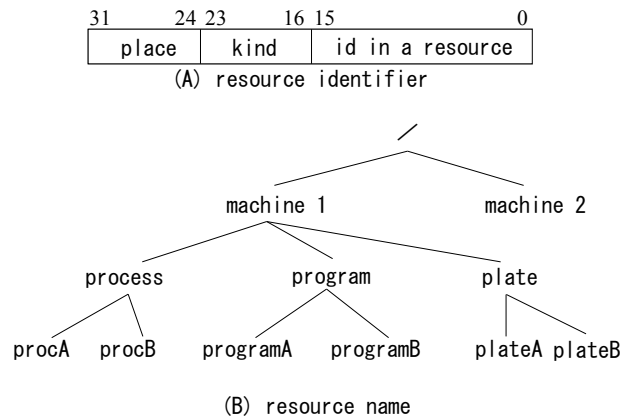 31 24 23 16 15 0
place kind id in a resource
(A) resource identifier
/
machine 1 machine 2
process program plate
procA procB programA programB plateA plateB
(B) resource name